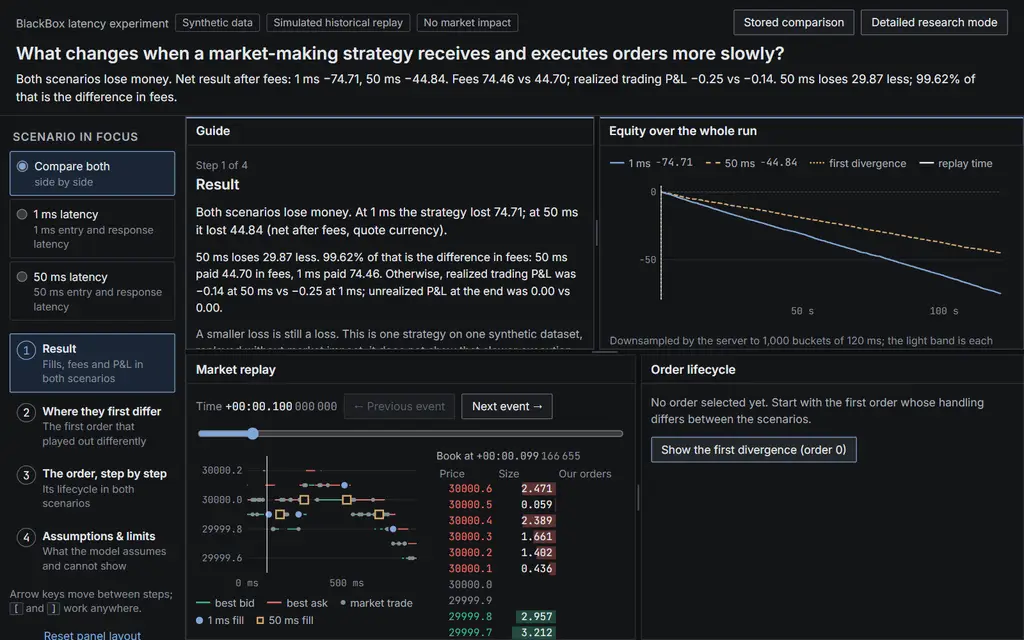 BlackBox latency experiment
Synthetic data
Simulated historical replay
No market impact
Stored comparison
Detailed research mode
What changes when a market-making strategy receives and executes orders more slowly?
Both scenarios lose money. Net result after fees: 1 ms −74.71, 50 ms −44.84. Fees 74.46 vs 44.70; realized trading P&L −0.25 vs −0.14. 50 ms loses 29.87 less; 99.62% of
that is the difference in fees.
SCENARIO IN FOCUS
Compare both
side by side
1 ms latency
1 ms entry and response
latency
50 ms latency
50 ms entry and response
latency
1 Result
Fills, fees and P&L in
both scenarios
2 Where they first differ
The first order that
played out differently
3 The order, step by step
Its lifecycle in both
scenarios
4 Assumptions & limits
What the model assumes
and cannot show
Arrow keys move between steps;
[ and ] work anywhere.
Reset panel layout
Guide
Step 1 of 4
Result
Both scenarios lose money. At 1 ms the strategy lost 74.71; at 50 ms
it lost 44.84 (net after fees, quote currency).
50 ms loses 29.87 less. 99.62% of that is the difference in fees: 50 ms
paid 44.70 in fees, 1 ms paid 74.46. Otherwise, realized trading P&L was
−0.14 at 50 ms vs −0.25 at 1 ms; unrealized P&L at the end was 0.00 vs
0.00.
A smaller loss is still a loss. This is one strategy on one synthetic dataset,
Equity over the whole run
1 ms -74.71 50 ms -44.84 first divergence replay time
0
-50
50 s 100 s
Downsampled by the server to 1,000 buckets of 120 ms; the light band is each
Market replay
Time +00:00.100 000 000
← Previous event
Next event →
30000.2
30000.0
29999.8
29999.6
0 ms 500 ms
best bid best ask market trade
1 ms fill 50 ms fill
Book at +00:00.099 166 655
Price Size Our orders
30000.6 2.471
30000.5 0.059
30000.4 2.389
30000.3 1.661
30000.2 1.402
30000.1 0.436
30000.0
29999.9
29999.8 2.957
29999.7 3.212
Order lifecycle
No order selected yet. Start with the first order whose handling
differs between the scenarios.
Show the first divergence (order 0)